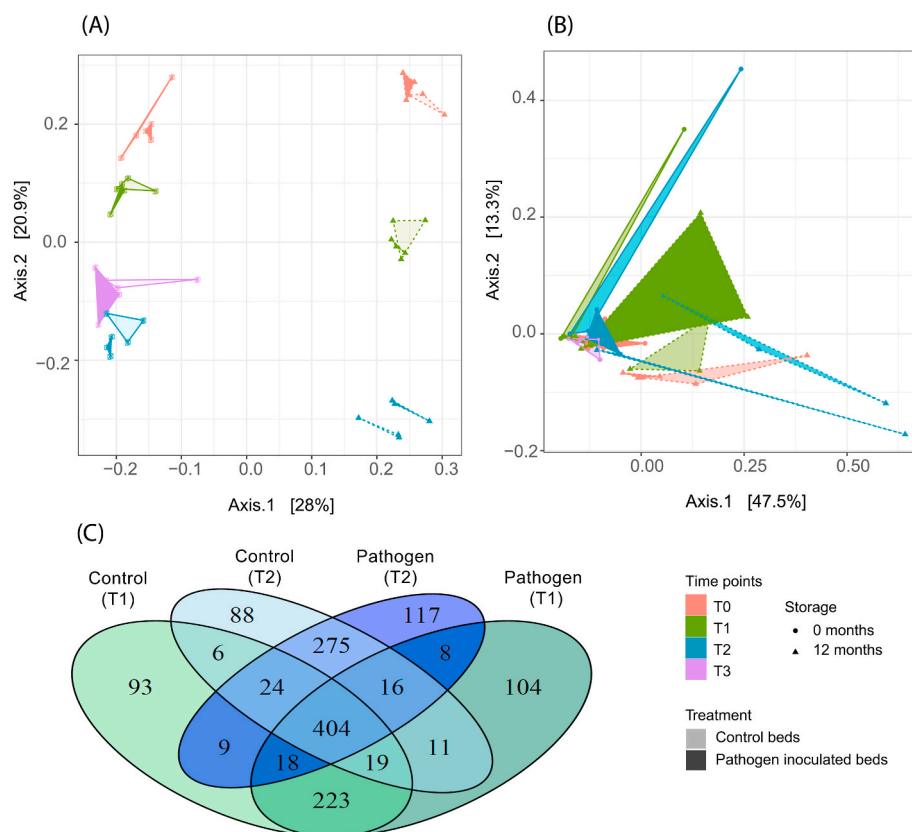 (A)
(B)
0.2
0.0
−0.2
Axis.2 [20.9%]
−0.2
−0.1
0.0
0.1
0.2
0.3
Axis.1 [28%]
0.4
0.2
0.0
−0.2
Axis.2 [13.3%]
0.00
0.25
0.50
Axis.1 [47.5%]
(C)
Control
(T1)
Control
(T2)
Pathogen
(T2)
Pathogen
(T1)
88
117
6
275
8
93
24
16
104
404
9
11
18
19
223
Time points
T0
T1
T2
T3
Storage
0 months
12 months
Treatment
Control beds
Pathogen inoculated beds